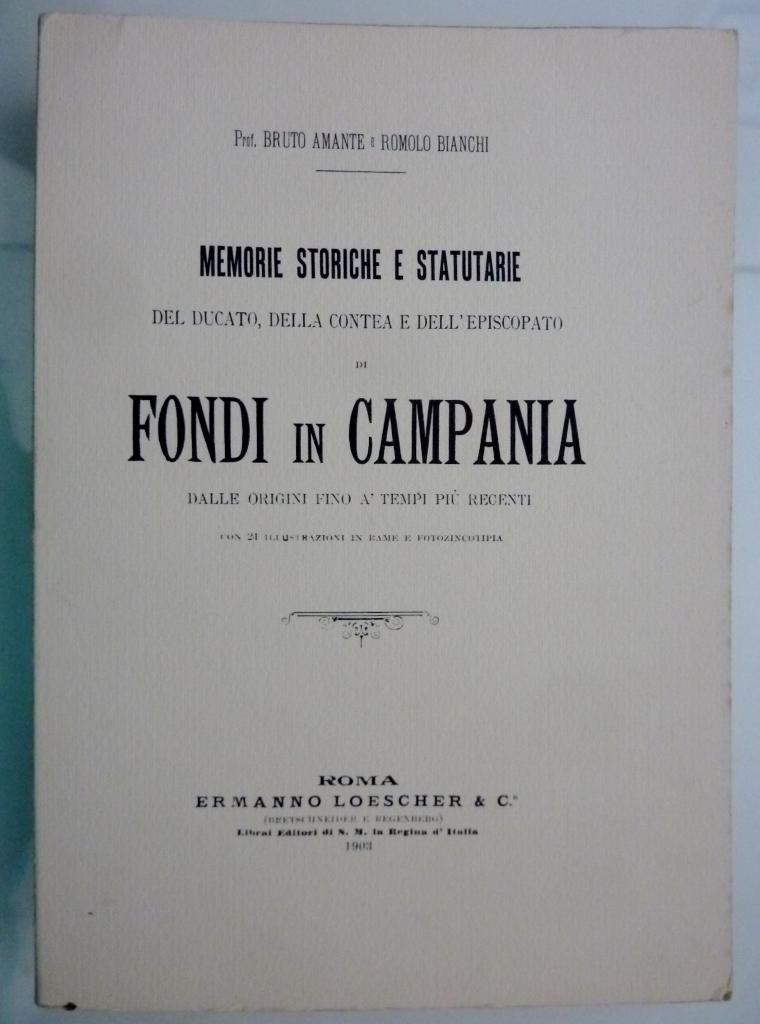 Prof. BRUTO AMANTE e ROMOLO BIANCHI
MEMORIE STORICHE E STATUTARIE
DEL DUCATO, DELLA CONTEA E DELL'EPISCOPATO
DI
FONDI IN CAMPANIA
DALLE ORIGINI FINO A' TEMPI PIÙ RECENTI
CON 24 ILLUSTRAZIONI IN RAME E FOTOZINCOTIPIA
ROMA
ERMANNO LOESCHER & C.º
(BRETSCHNEIDER E REGENBERG)
Librai Editori di S. M. la Regina d'Italia
1903